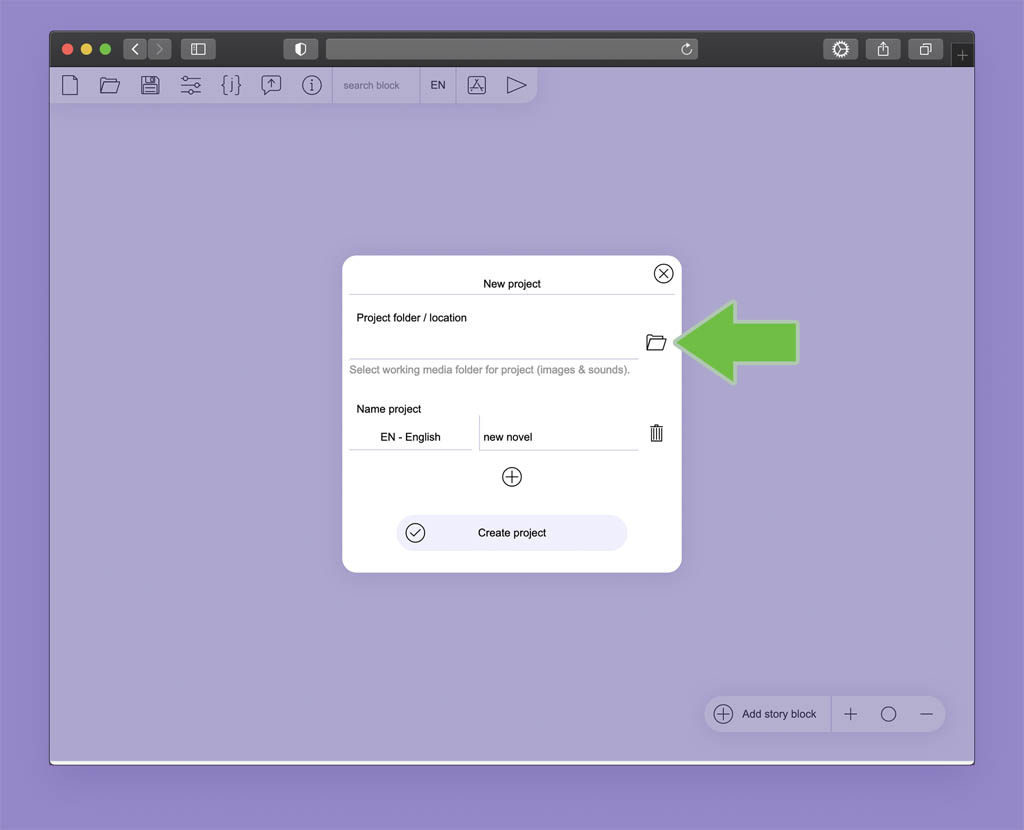 {j}
search block
EN
New project
Project folder / location
Select working media folder for project (images & sounds).
Name project
EN - English
new novel
Create project
Add story block